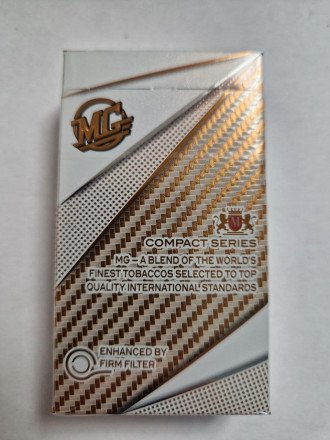 MG
COMPACT SERIES
MG – A BLEND OF THE WORLD'S
FINEST TOBACCOS SELECTED TO TOP
QUALITY INTERNATIONAL STANDARDS
ENHANCED BY
FIRM FILTER